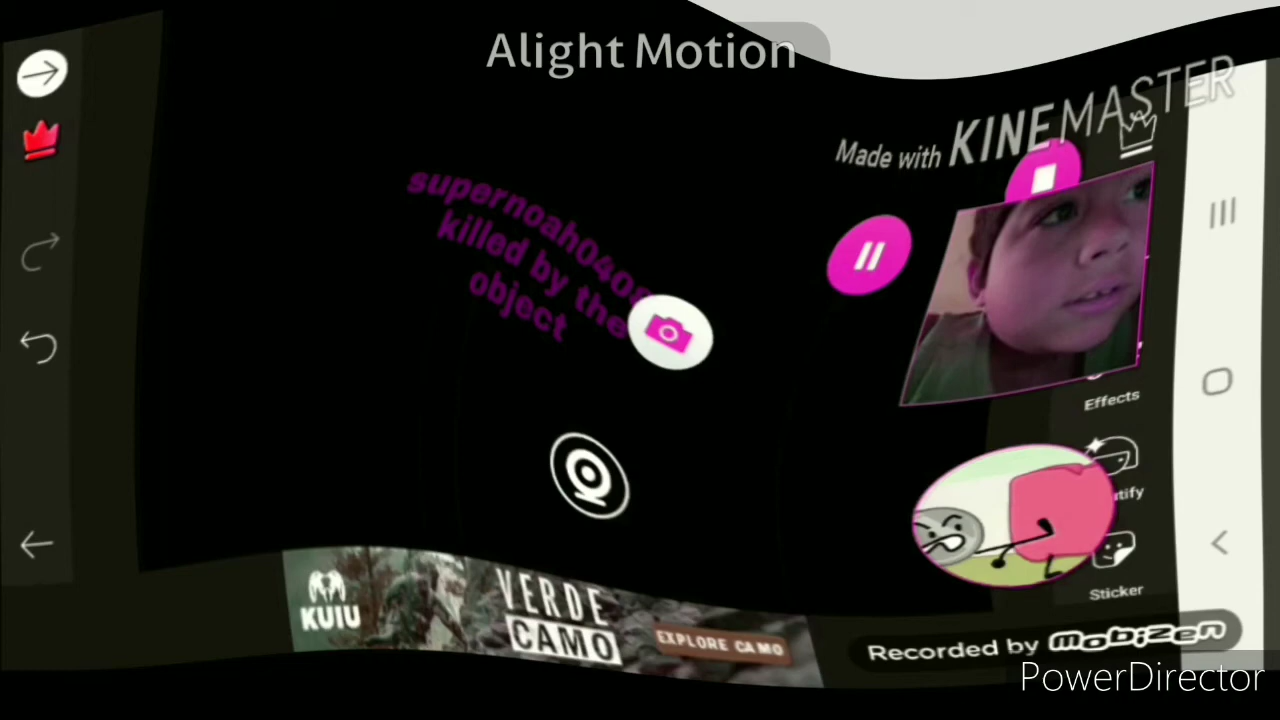 Alight Motion
Made with KINEMASTER
supernoah040
killed by the
object
Effects
Sticker
KUIU
VERDE
CAMO
EXPLORE CAMO
Recorded by mobizen
PowerDirector